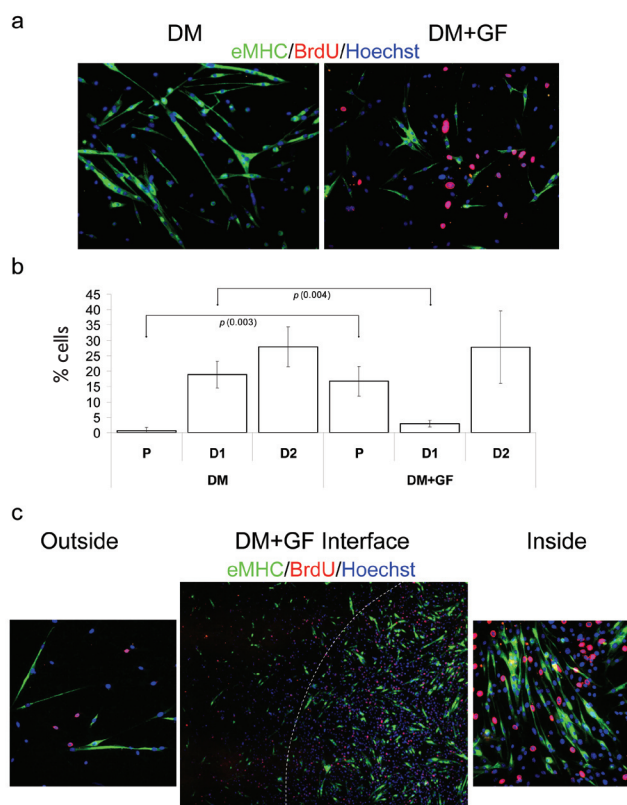 a
DM
DM+GF
eMHC/BrdU/Hoechst
b
p (0.004)
p (0.003)
% cells
45
40
35
30
25
20
15
10
5
0
P D1 D2 P D1 D2
DM DM+GF
c
Outside
DM+GF Interface
Inside
eMHC/BrdU/Hoechst